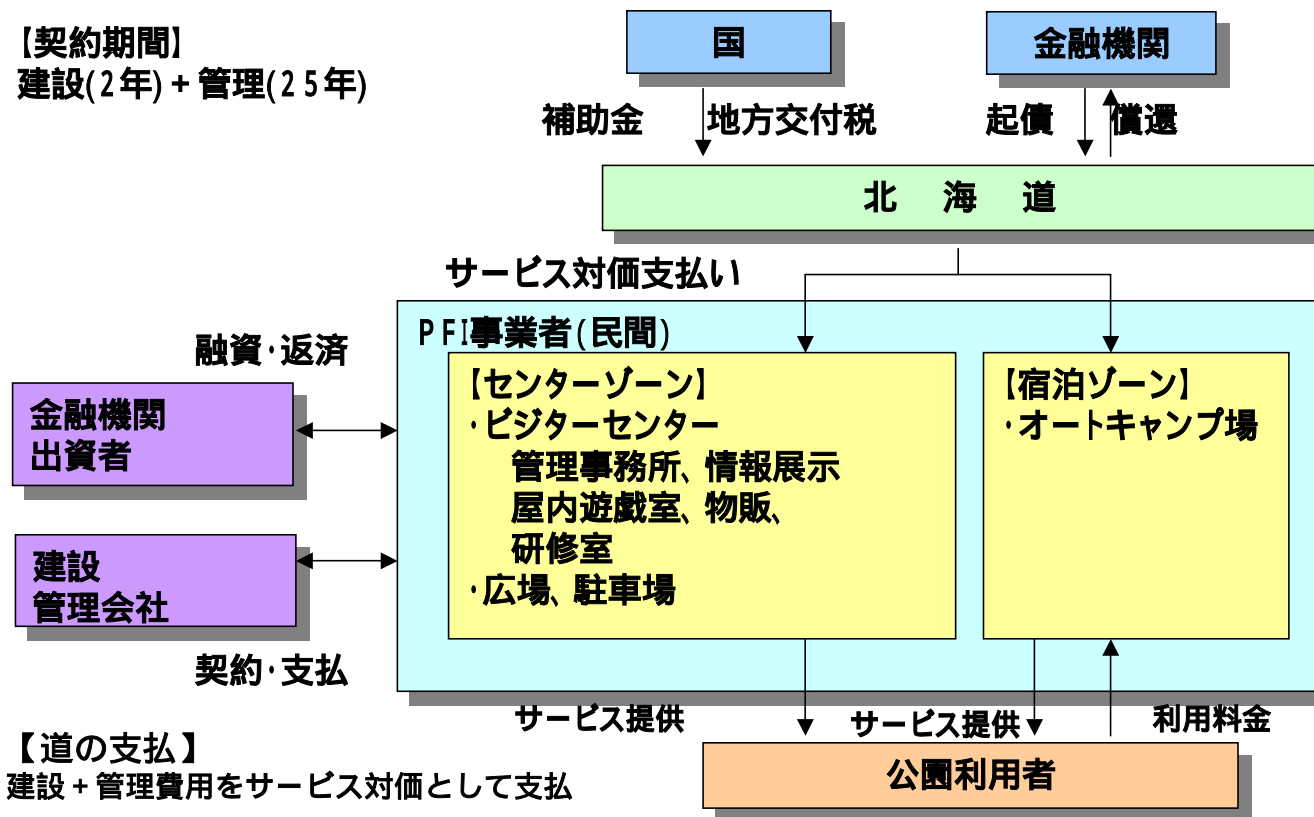 【契約期間】
建設(2年)+管理(25年)
国
金融機関
補助金
地方交付税
起債
償還
北 海 道
サービス対価支払い
PFI事業者(民間)
融資・返済
金融機関
出資者
【センターゾーン】
・ビジターセンター
管理事務所、情報展示
屋内遊戯室、物販、
研修室
・広場、駐車場
【宿泊ゾーン】
・オートキャンプ場
建設
管理会社
契約・支払
サービス提供
サービス提供
利用料金
【道の支払】
建設+管理費用をサービス対価として支払
公園利用者